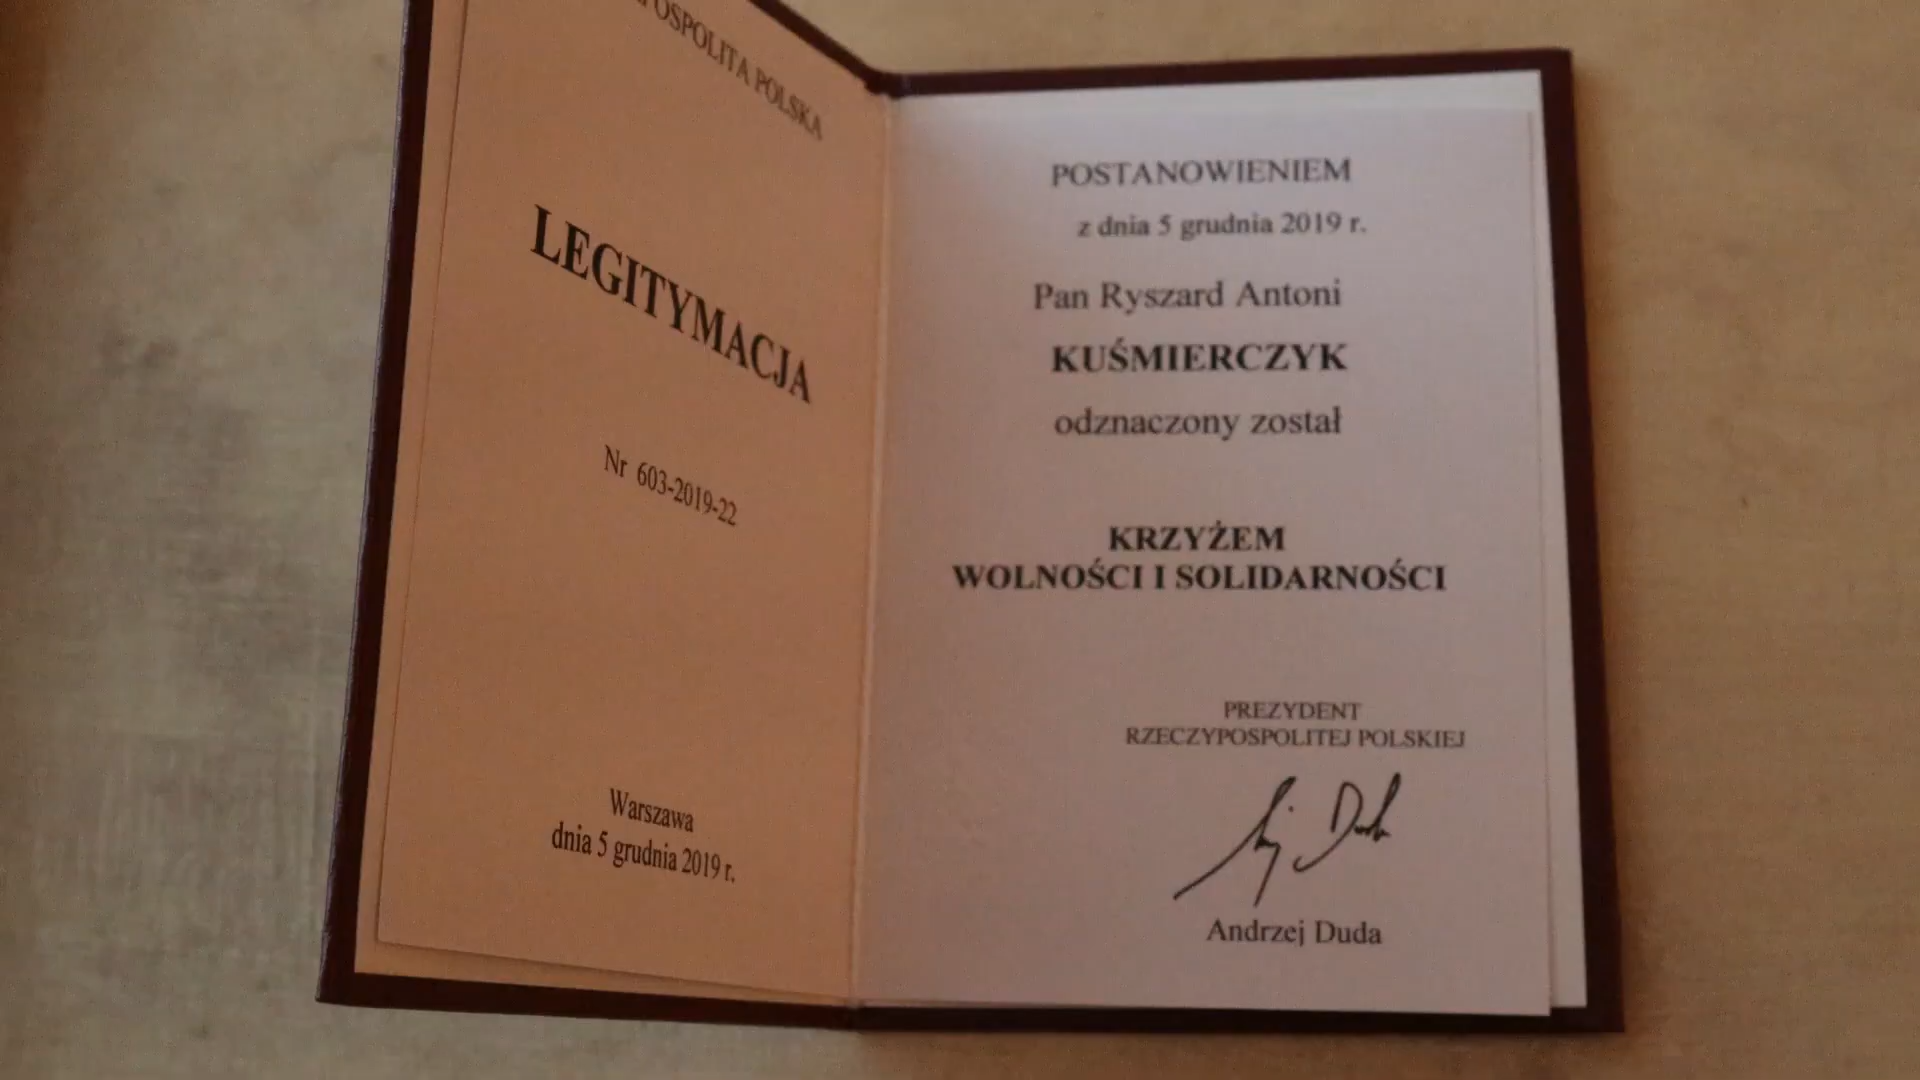 POSPOLITA POLSKA
LEGITYMACJA
Nr 603-2019-22
Warszawa
dnia 5 grudnia 2019 r.
POSTANOWIENIEM
z dnia 5 grudnia 2019 r.
Pan Ryszard Antoni
KUŚMIERCZYK
odznaczony został
KRZYŻEM
WOLNOŚCI I SOLIDARNOŚCI
PREZYDENT
RZECZYPOSPOLITEJ POLSKIEJ
Andrzej Duda